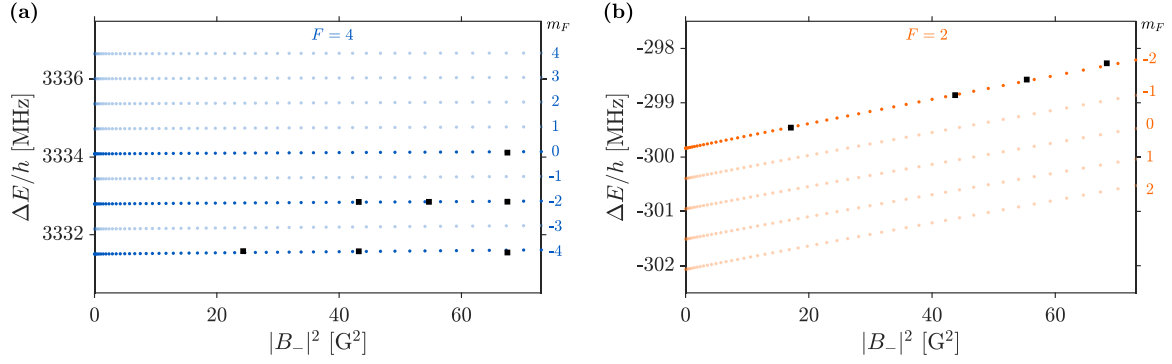 (a)
F = 4
m_F
4
3
2
1
0
-1
-2
-3
-4
3336
3334
3332
ΔE/h [MHz]
0 20 40 60
|B_−|² [G²]
(b)
F = 2
m_F
-2
-1
0
1
2
-298
-299
-300
-301
-302
ΔE/h [MHz]
0 20 40 60
|B_−|² [G²]